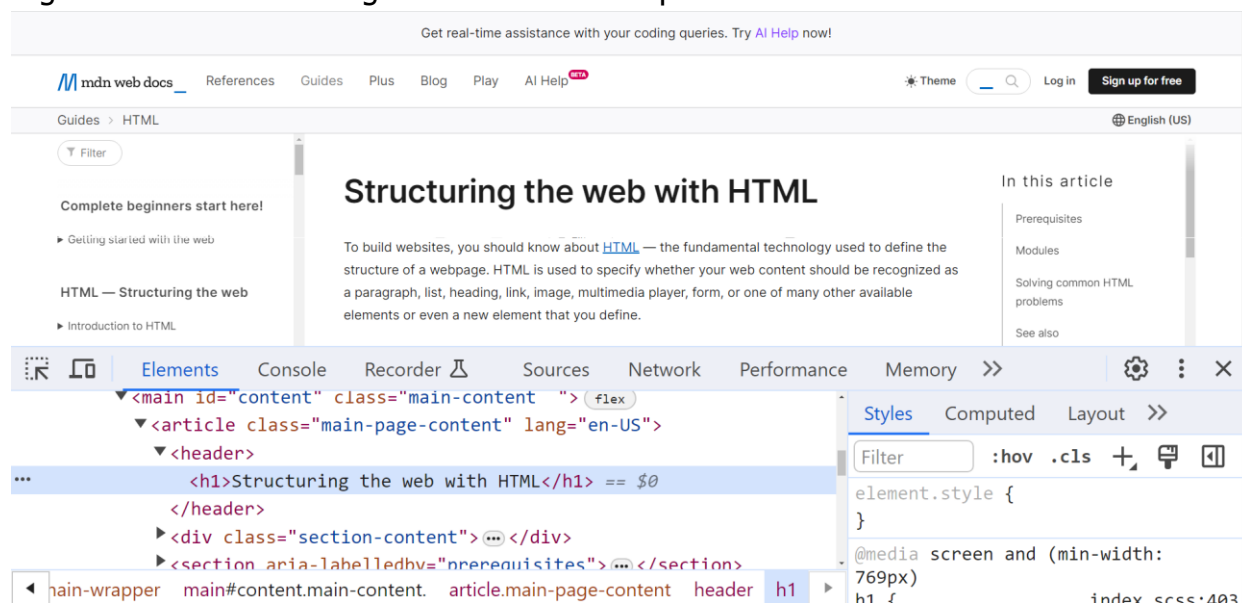 Get real-time assistance with your coding queries. Try AI Help now!
mdn web docs_ References Guides Plus Blog Play AI Help BETA Theme Log in Sign up for free
Guides > HTML English (US)
Filter
Complete beginners start here!
▶ Getting started with the web
HTML — Structuring the web
▶ Introduction to HTML
Structuring the web with HTML
To build websites, you should know about HTML — the fundamental technology used to define the
structure of a webpage. HTML is used to specify whether your web content should be recognized as
a paragraph, list, heading, link, image, multimedia player, form, or one of many other available
elements or even a new element that you define.
In this article
Prerequisites
Modules
Solving common HTML
problems
See also
Elements Console Recorder Sources Network Performance Memory >>
▼<main id="content" class="main-content  "> flex
▼<article class="main-page-content" lang="en-US">
▼<header>
<h1>Structuring the web with HTML</h1> == $0
</header>
▶<div class="section-content">…</div>
▶<section aria-labelledby="prerequisites">…</section>
main#content.main-content. article.main-page-content header h1
Styles Computed Layout >>
Filter :hov .cls +
element.style {
}
@media screen and (min-width:
769px)
h1 { index.scss:403